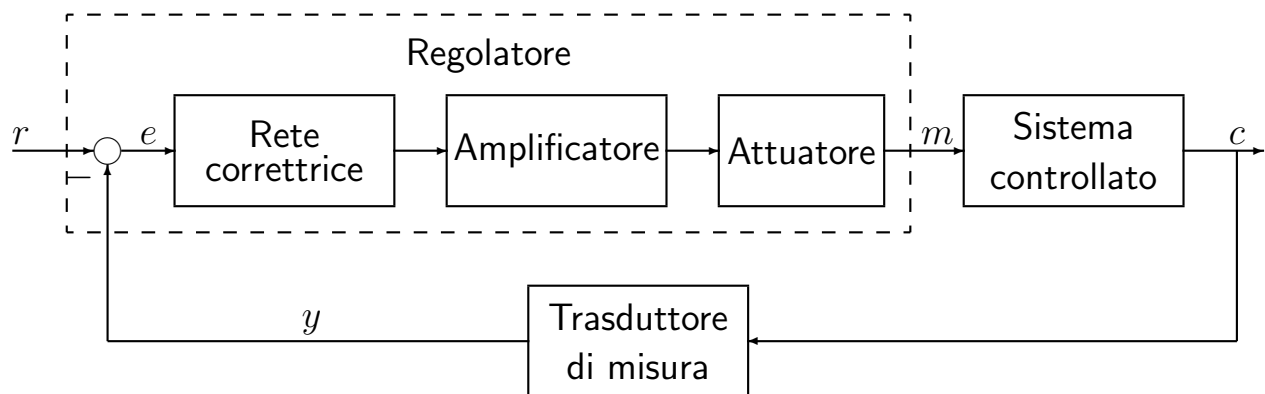 Regolatore
r
e
Rete
correttrice
Amplificatore
Attuatore
m
Sistema
controllato
c
−
y
Trasduttore
di misura